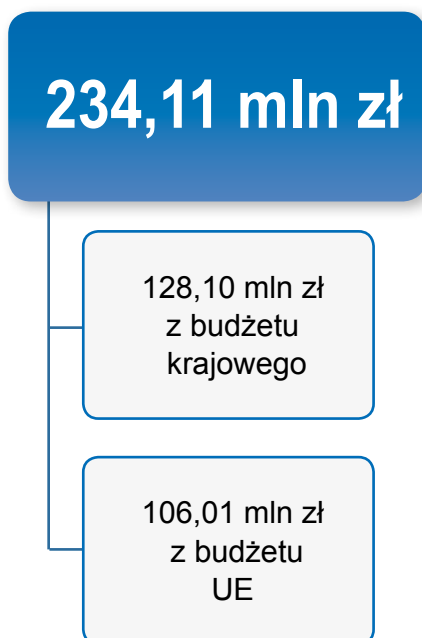 234,11 mln zł
128,10 mln zł
z budżetu
krajowego
106,01 mln zł
z budżetu
UE